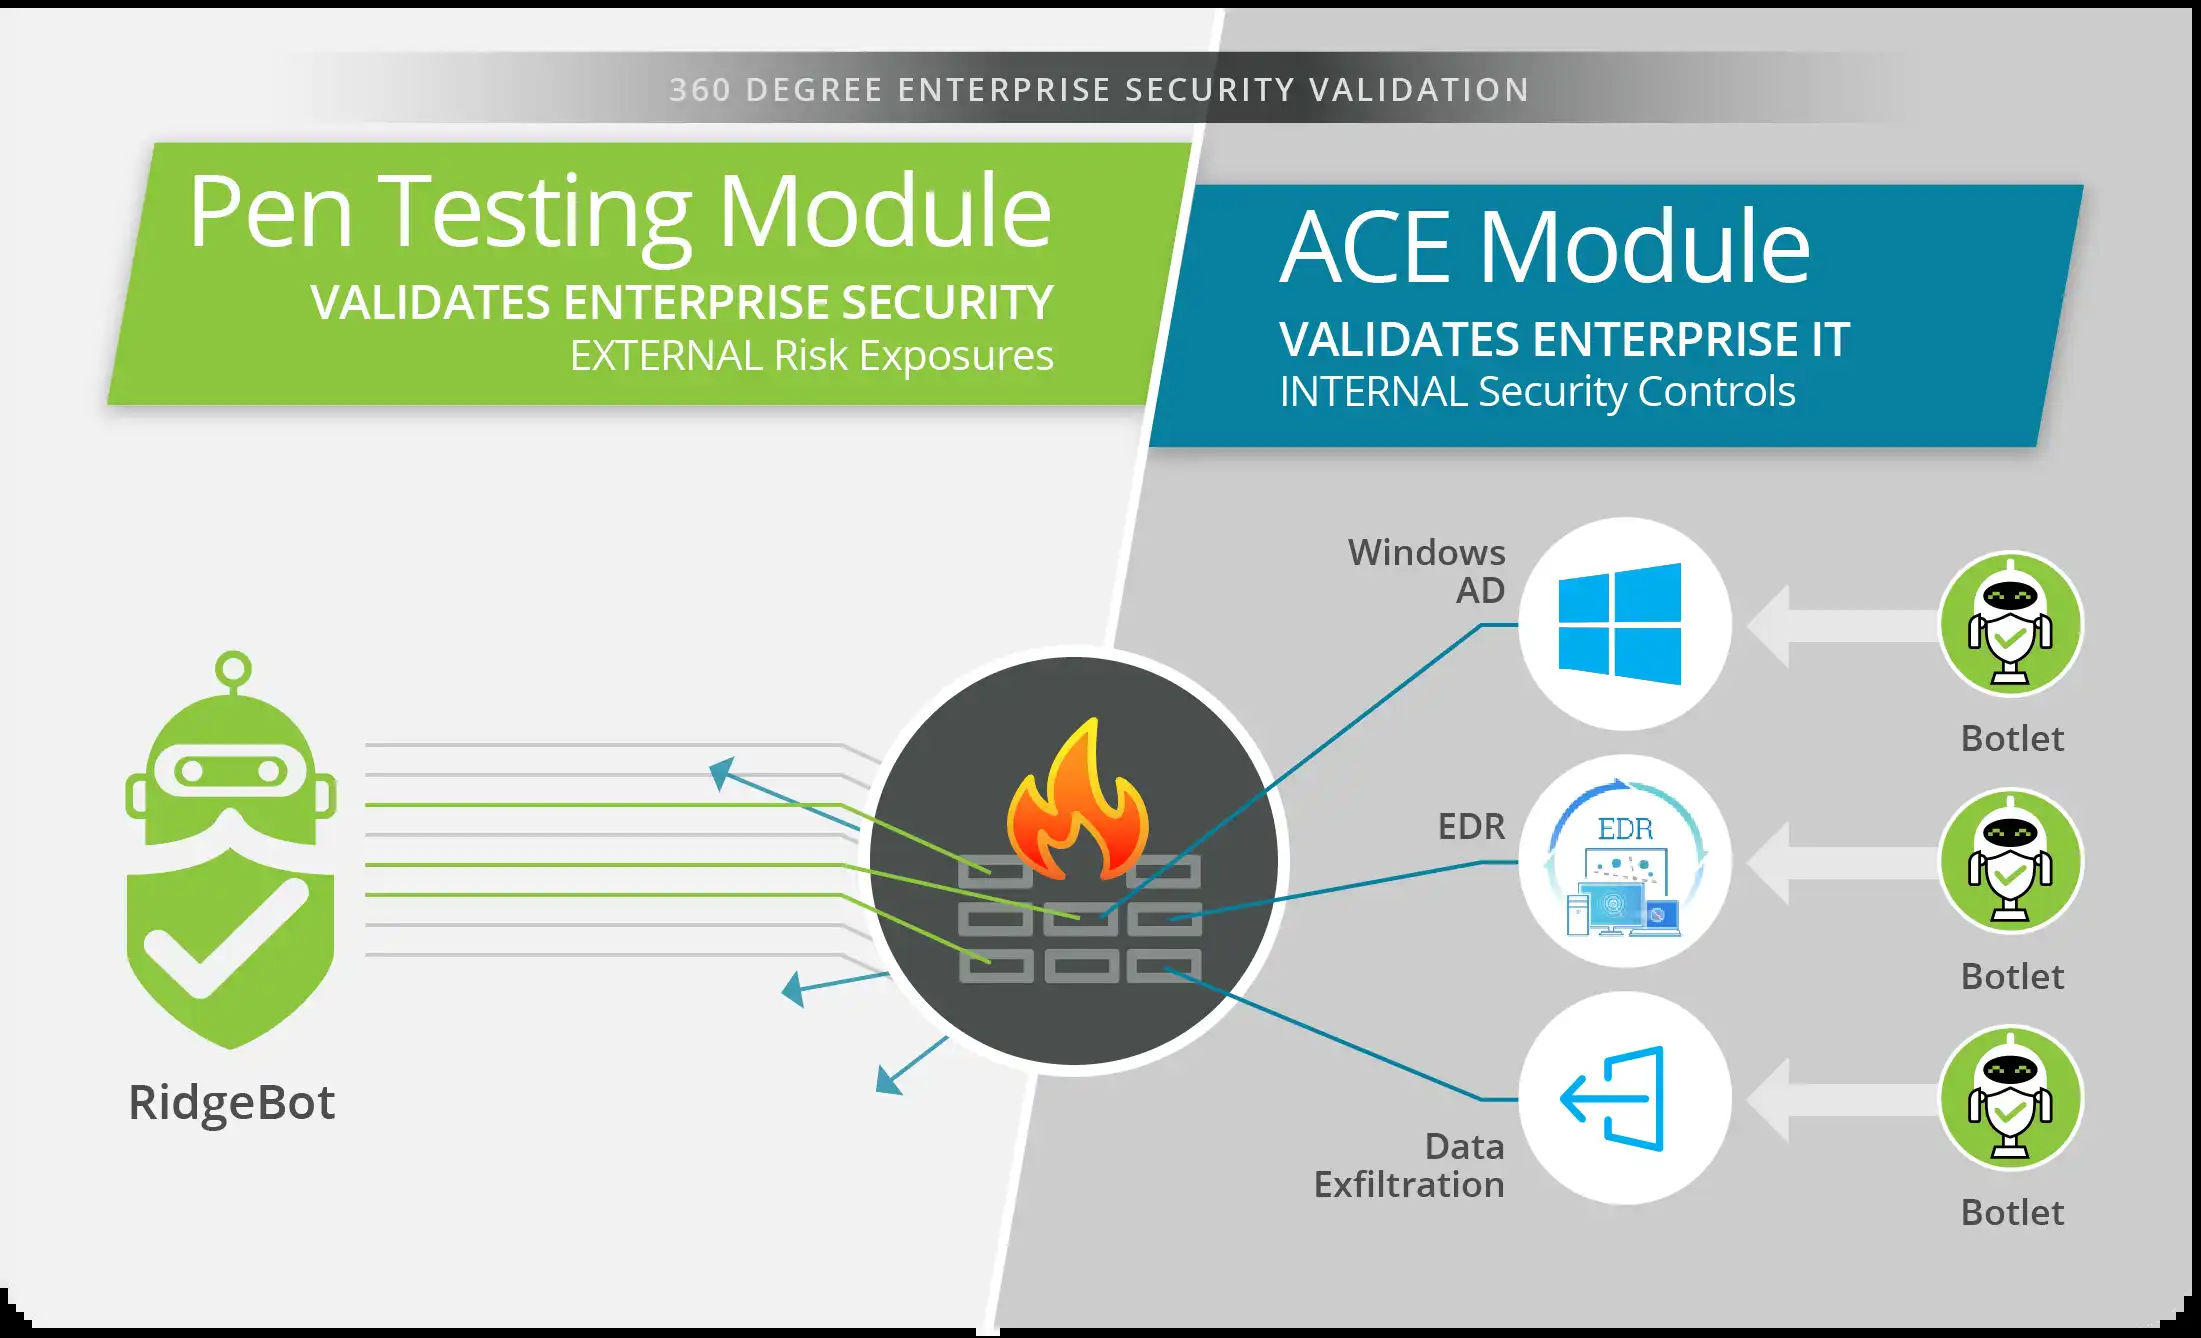 360 DEGREE ENTERPRISE SECURITY VALIDATION
Pen Testing Module
VALIDATES ENTERPRISE SECURITY
EXTERNAL Risk Exposures
ACE Module
VALIDATES ENTERPRISE IT
INTERNAL Security Controls
RidgeBot
Windows
AD
Botlet
EDR
EDR
Botlet
Data
Exfiltration
Botlet